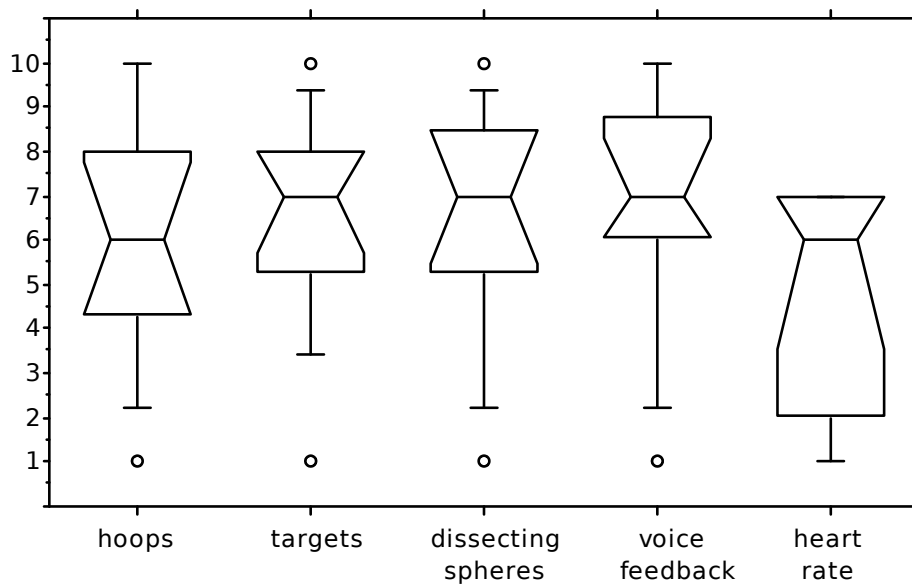 10
9
8
7
6
5
4
3
2
1
hoops
targets
dissecting
spheres
voice
feedback
heart
rate